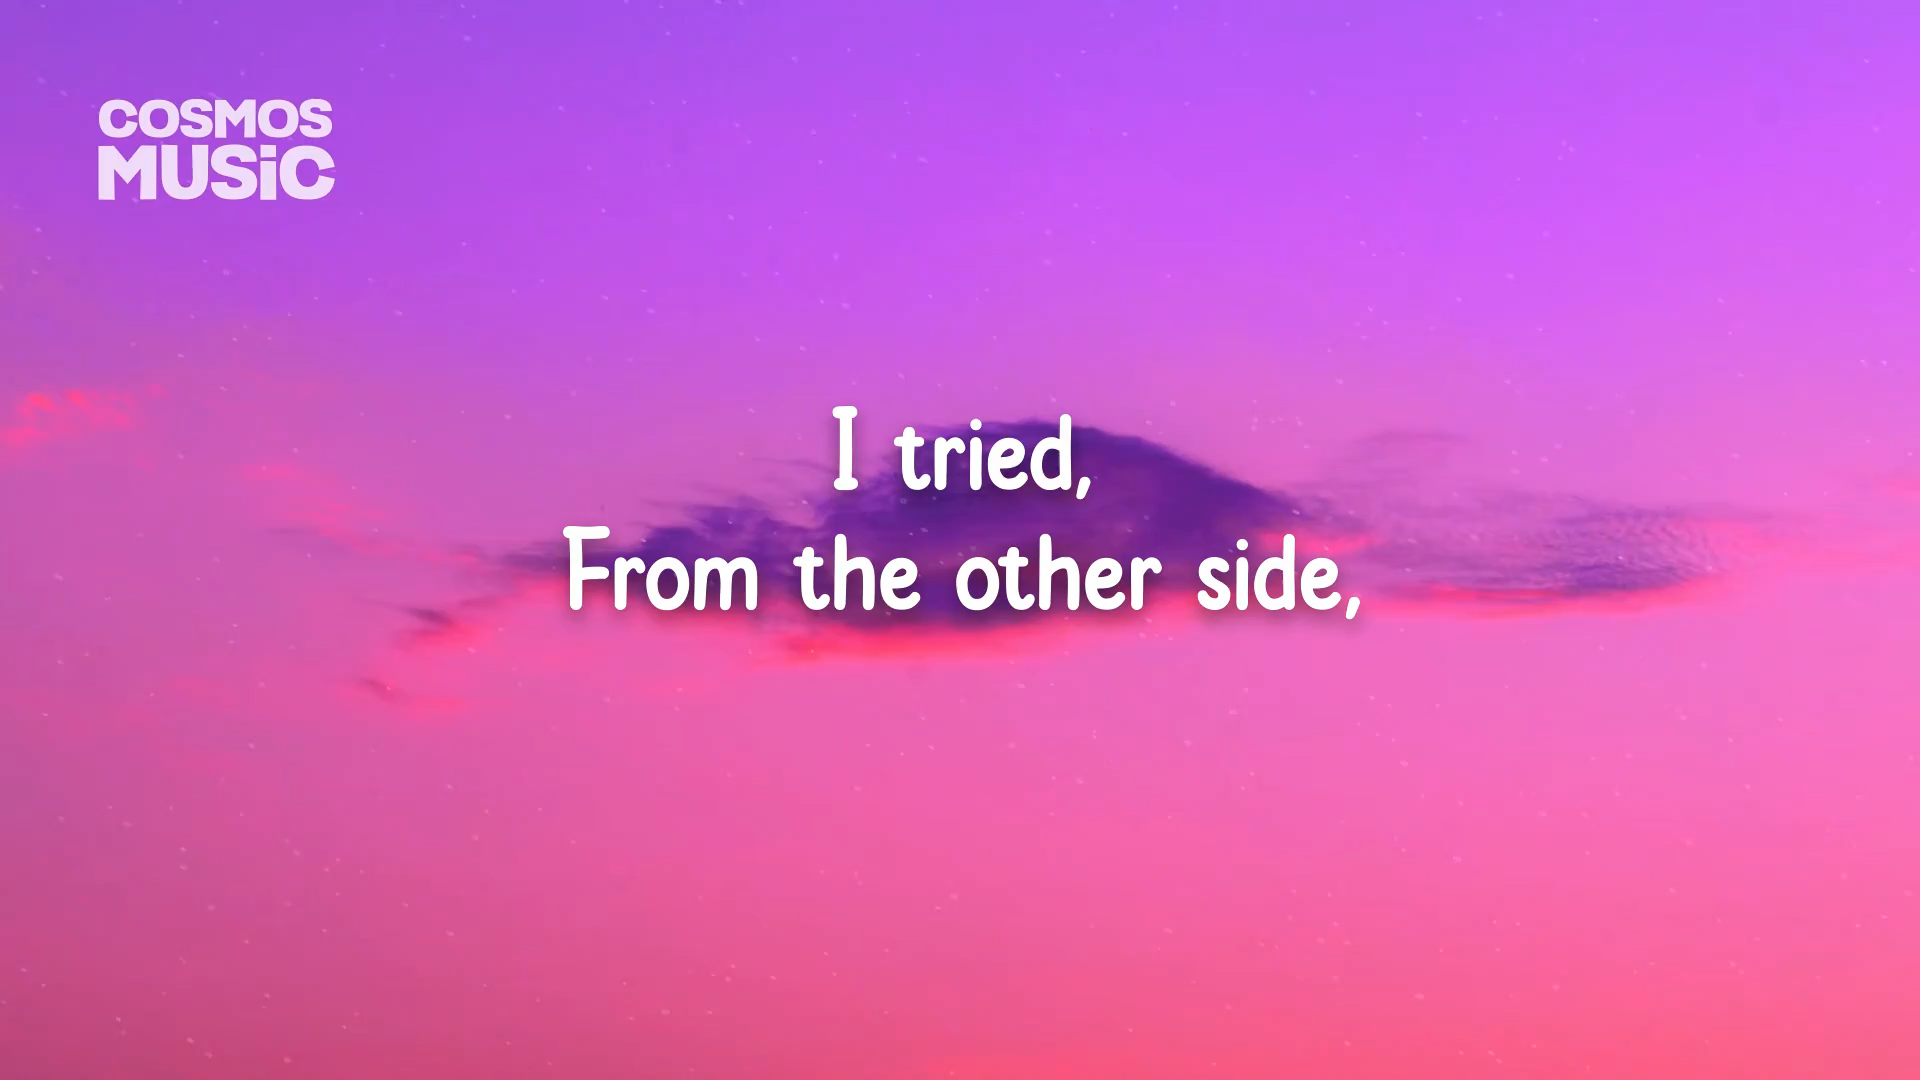 COSMOS
MUSiC
I tried,
From the other side,